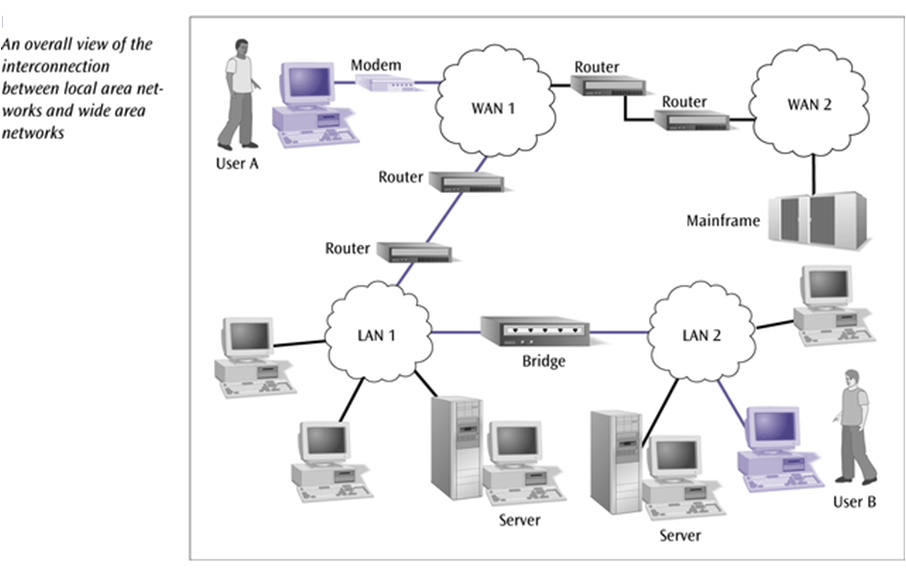 An overall view of the
interconnection
between local area net-
works and wide area
networks
Modem
Router
WAN 1
Router
WAN 2
User A
Router
Mainframe
Router
LAN 1
LAN 2
Bridge
User B
Server
Server